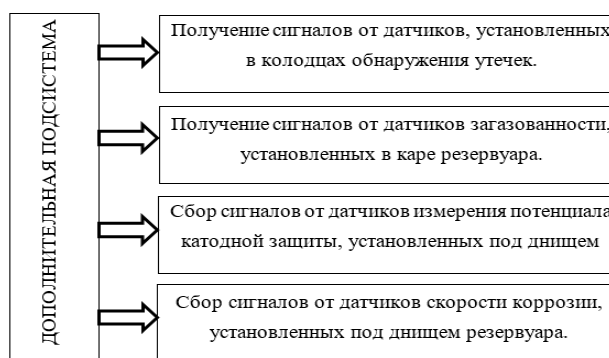 ДОПОЛНИТЕЛЬНАЯ ПОДСИСТЕМА
Получение сигналов от датчиков, установленных
в колодцах обнаружения утечек.
Получение сигналов от датчиков загазованности,
установленных в каре резервуара.
Сбор сигналов от датчиков измерения потенциала
катодной защиты, установленных под днищем
Сбор сигналов от датчиков скорости коррозии,
установленных под днищем резервуара.